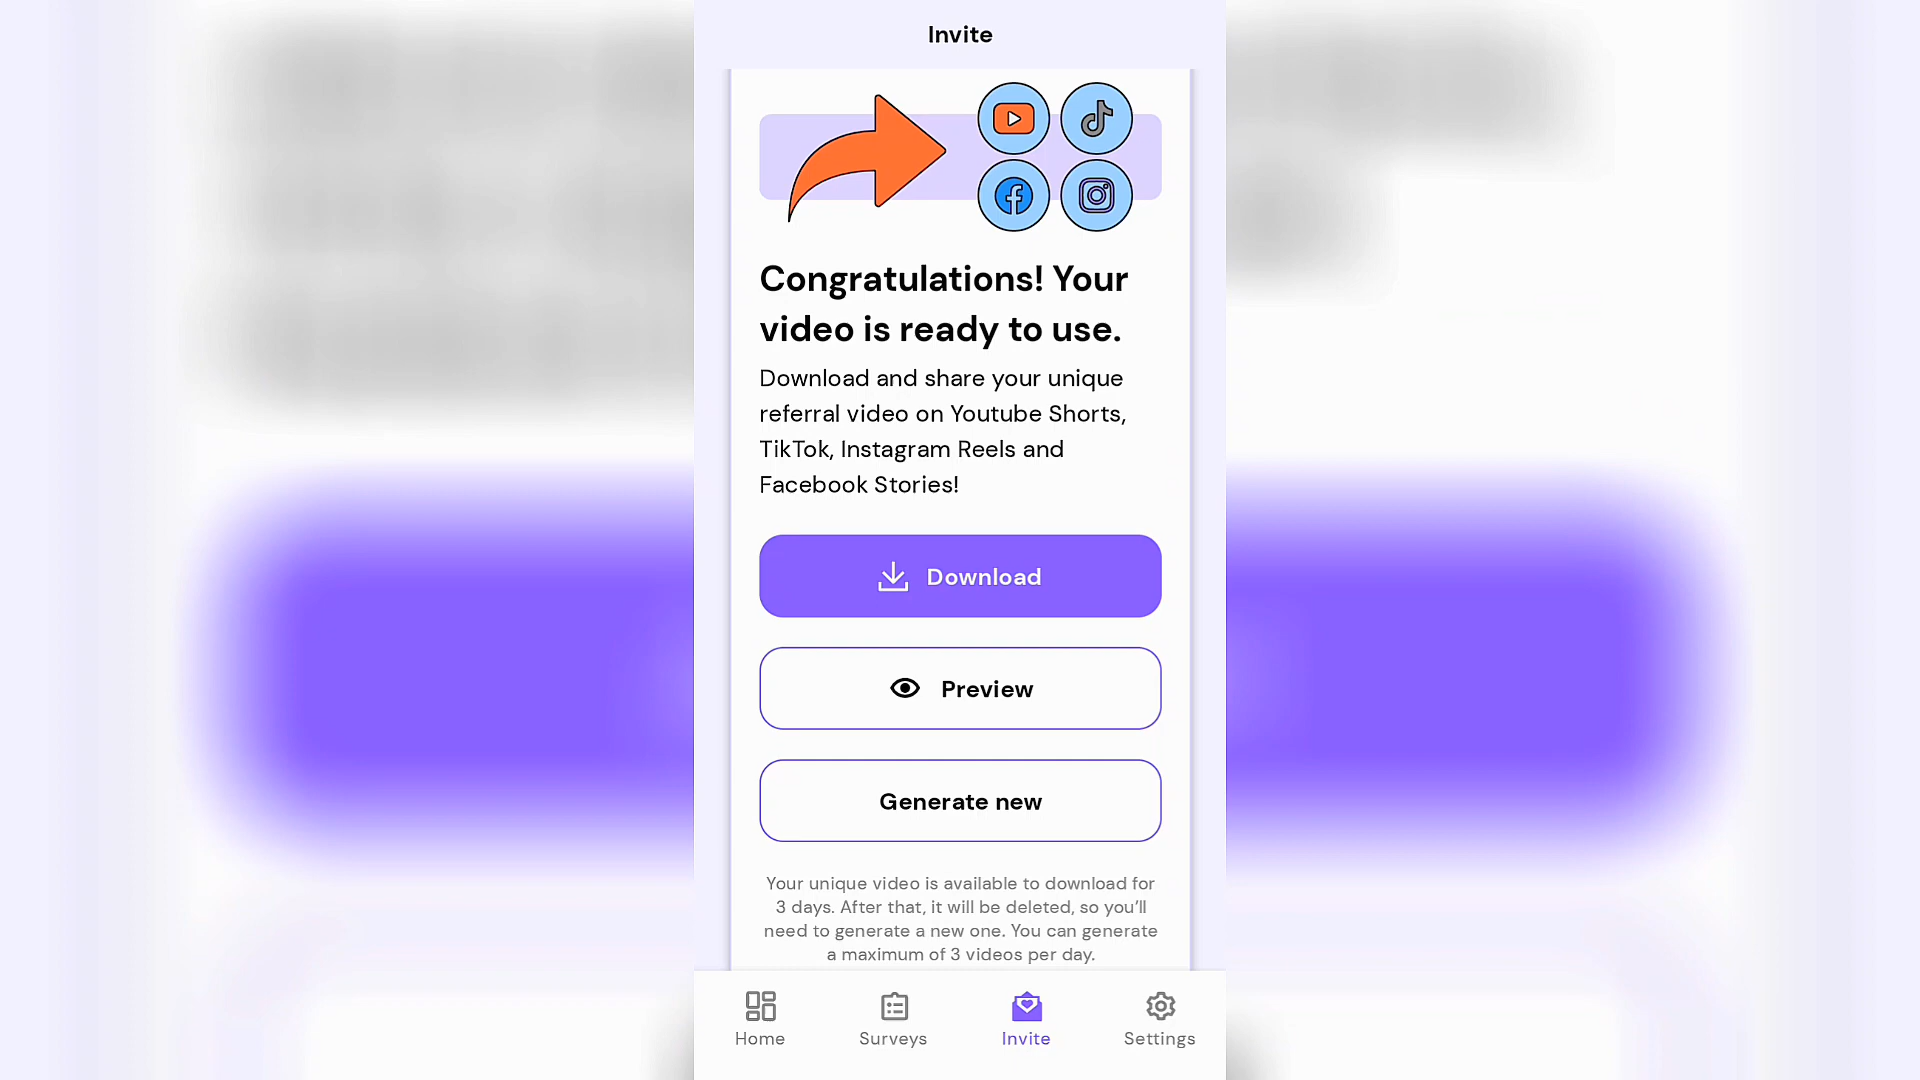 Invite
Congratulations! Your
video is ready to use.
Download and share your unique
referral video on Youtube Shorts,
TikTok, Instagram Reels and
Facebook Stories!
Download
Preview
Generate new
Your unique video is available to download for
3 days. After that, it will be deleted, so you'll
need to generate a new one. You can generate
a maximum of 3 videos per day.
Home
Surveys
Invite
Settings